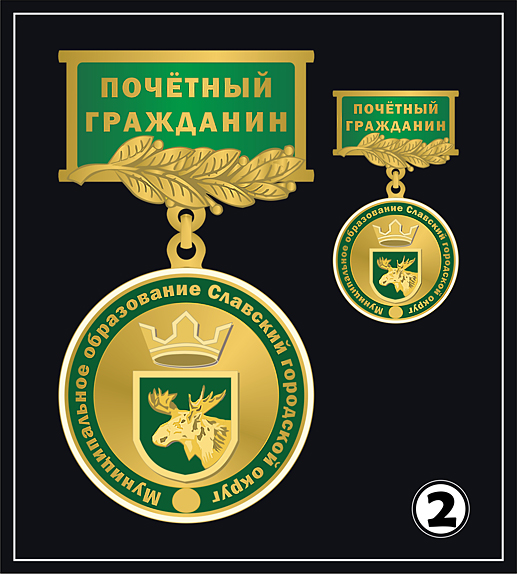 ПОЧЁТНЫЙ
ГРАЖДАНИН
Муниципальное образование Славский городской округ
ПОЧЁТНЫЙ
ГРАЖДАНИН
Муниципальное образование Славский городской округ
2